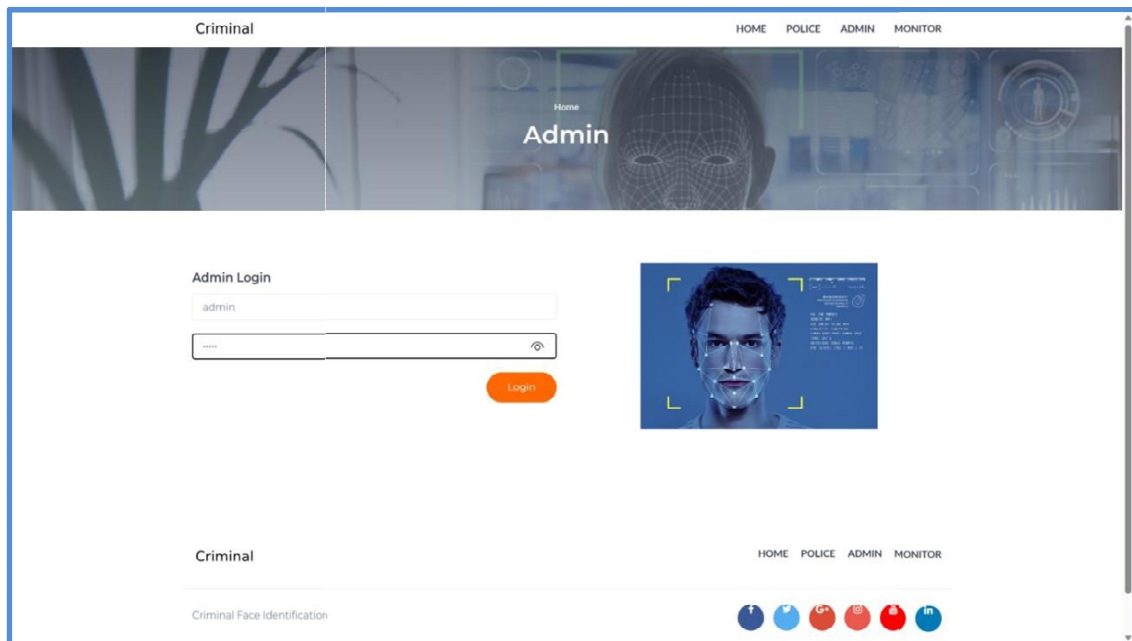 Criminal
HOME POLICE ADMIN MONITOR
Home
Admin
Admin Login
admin
.....
Login
Criminal
HOME POLICE ADMIN MONITOR
Criminal Face Identification
f G+ in